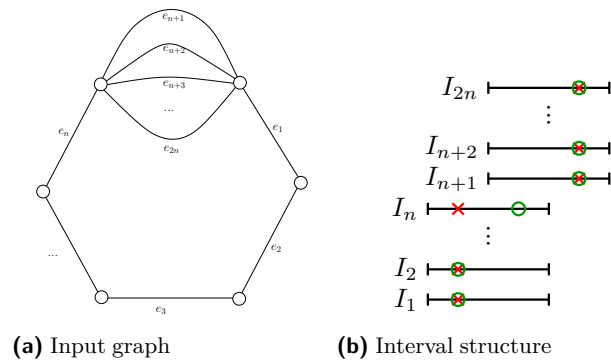 e_{n+1}
e_{n+2}
e_{n+3}
...
e_{2n}
e_n
e_1
...
e_2
e_3
(a) Input graph
I_{2n}
⋮
I_{n+2}
I_{n+1}
I_n
⋮
I_2
I_1
(b) Interval structure